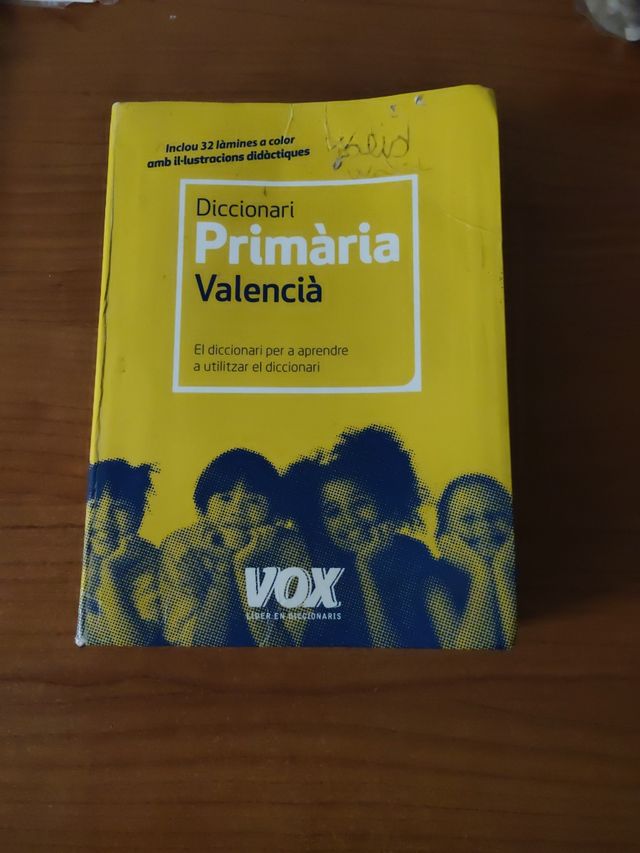 Inclou 32 làmines a color
amb il·lustracions didàctiques
Diccionari
Primària
Valencià
El diccionari per a aprendre
a utilitzar el diccionari
VOX
LÍDER EN DICCIONARIS